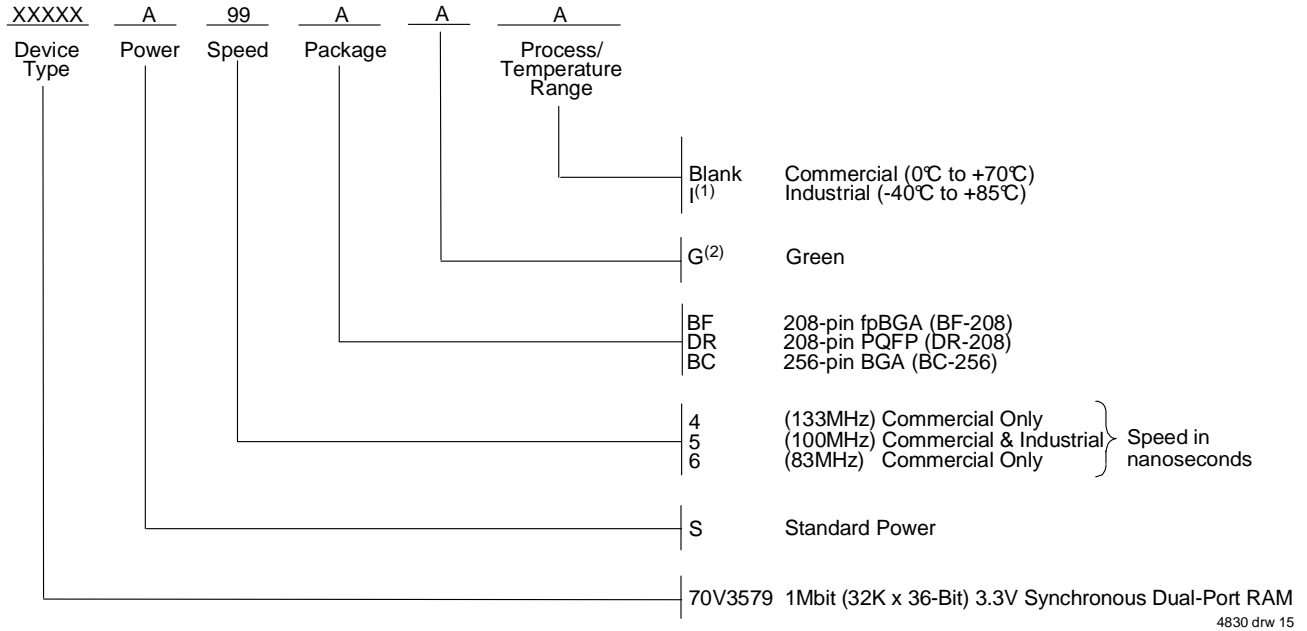 XXXXX A 99 A A A
Device Type Power Speed Package Process/ Temperature Range
Blank Commercial (0℃ to +70℃)
I(1) Industrial (-40℃ to +85℃)
G(2) Green
BF 208-pin fpBGA (BF-208)
DR 208-pin PQFP (DR-208)
BC 256-pin BGA (BC-256)
4 (133MHz) Commercial Only
5 (100MHz) Commercial & Industrial
6 (83MHz) Commercial Only
Speed in
nanoseconds
S Standard Power
70V3579 1Mbit (32K x 36-Bit) 3.3V Synchronous Dual-Port RAM
4830 drw 15